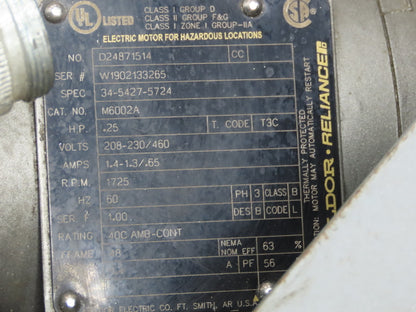 CLASS I GROUP D
UL LISTED CLASS II GROUP F&G SA
CLASS I ZONE I GROUP-IIA
ELECTRIC MOTOR FOR HAZARDOUS LOCATIONS
NO. D24871514 CC
SER # W1902133265
SPEC 34-5427-5724
CAT. NO. M6002A
H.P. .25 T. CODE T3C
VOLTS 208-230/460
AMPS 1.4-1.3/.65
R.P.M. 1725
HZ 60 PH 3 CLASS B
SER. F 1.00 DES B CODE L
RATING 40C AMB-CONT
NEMA NOM EFF 63 %
A PF 56
ELECTRIC CO. FT. SMITH, AR U.S.A
DOR · RELIANCE
THERMALLY PROTECTED
MOTOR MAY AUTOMATICALLY RESTART